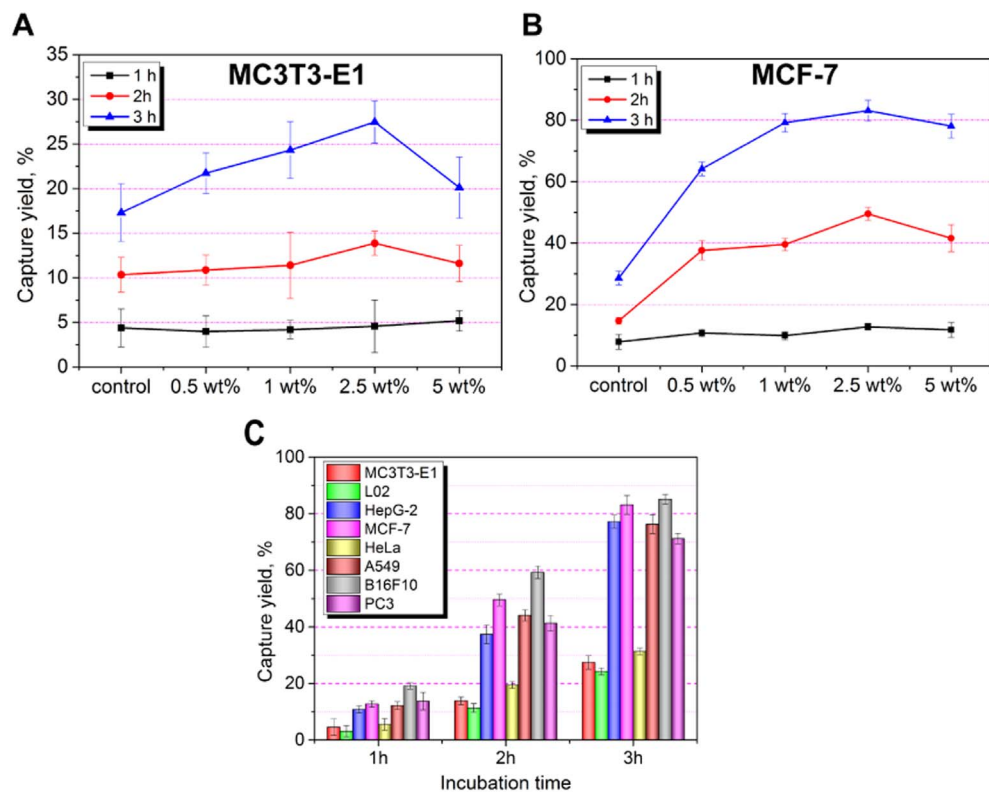 A
MC3T3-E1
1 h
2h
3 h
Capture yield, %
35
30
25
20
15
10
5
0
control 0.5 wt% 1 wt% 2.5 wt% 5 wt%
B
MCF-7
1 h
2h
3 h
Capture yield, %
100
80
60
40
20
0
control 0.5 wt% 1 wt% 2.5 wt% 5 wt%
C
MC3T3-E1
L02
HepG-2
MCF-7
HeLa
A549
B16F10
PC3
Capture yield, %
100
80
60
40
20
0
1h 2h 3h
Incubation time